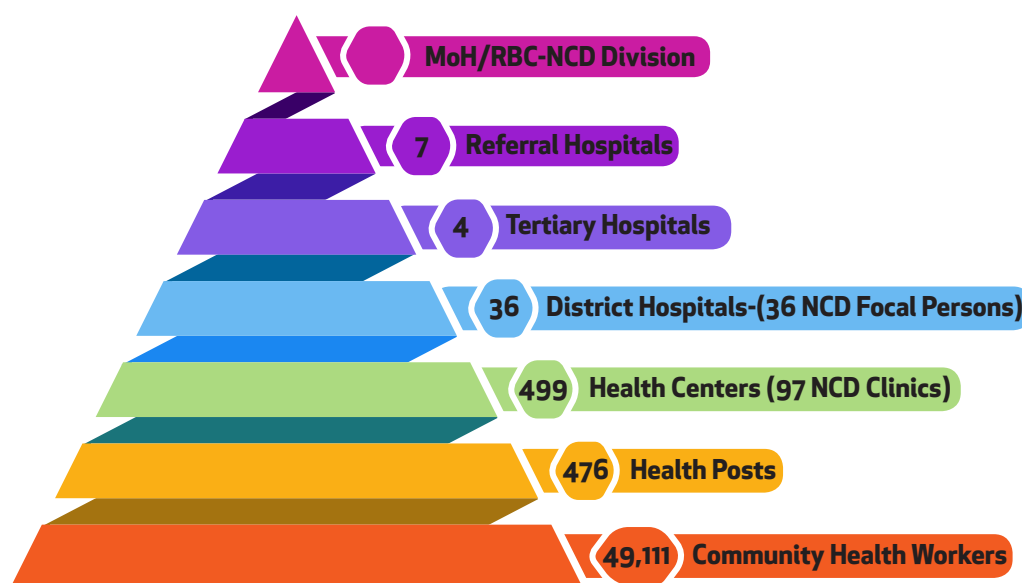 MoH/RBC-NCD Division
7 Referral Hospitals
4 Tertiary Hospitals
36 District Hospitals-(36 NCD Focal Persons)
499 Health Centers (97 NCD Clinics)
476 Health Posts
49,111 Community Health Workers